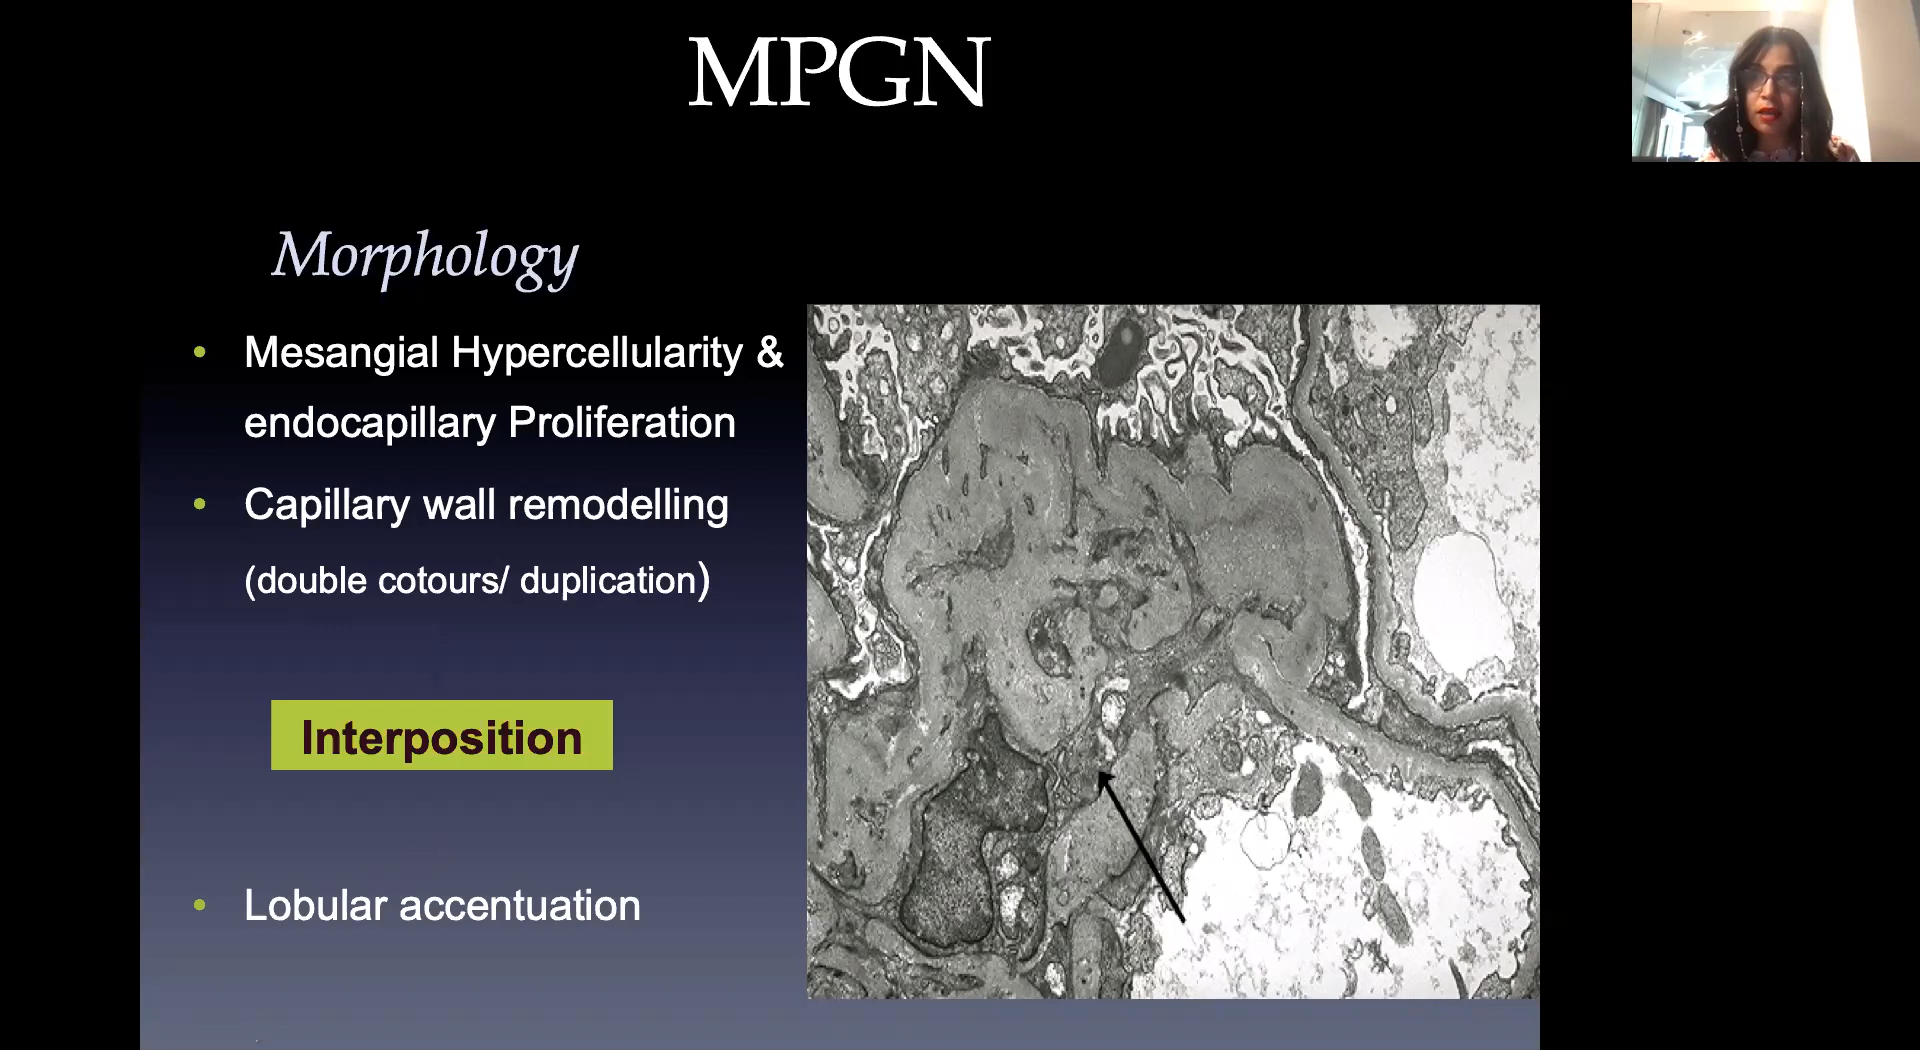 MPGN
Morphology
• Mesangial Hypercellularity &
endocapillary Proliferation
• Capillary wall remodelling
(double cotours/ duplication)
Interposition
• Lobular accentuation